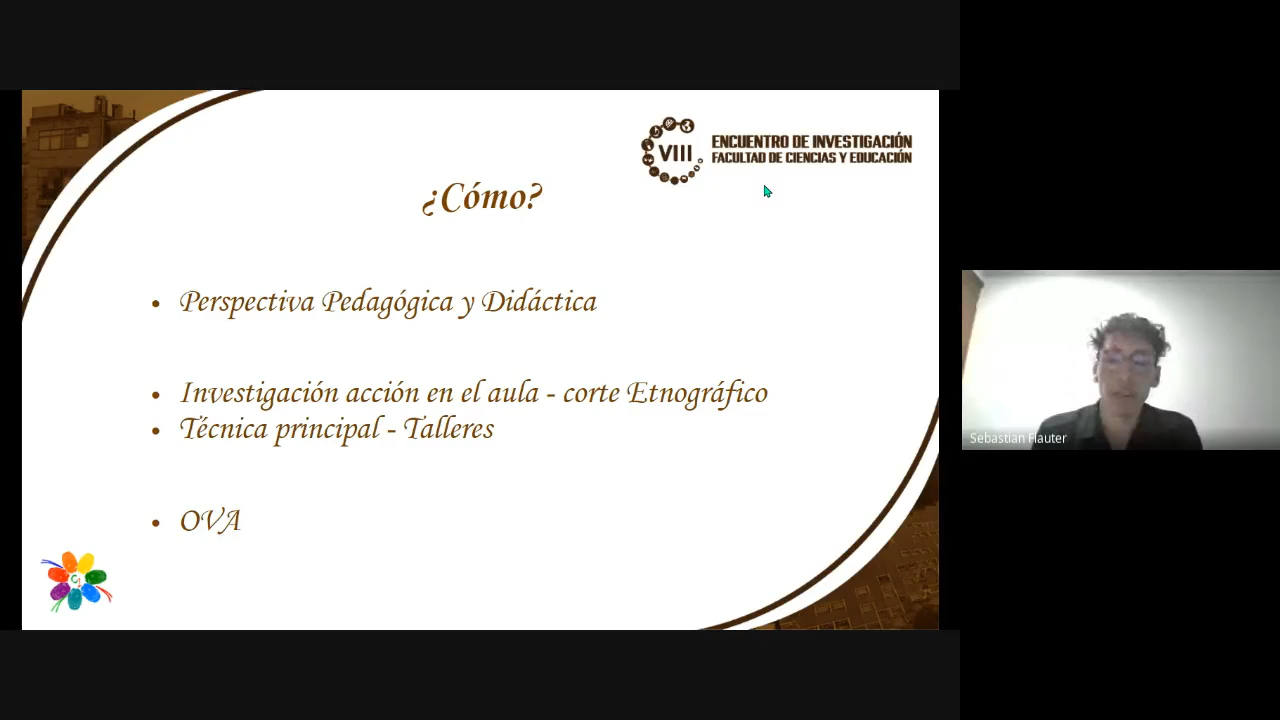 VIII
ENCUENTRO DE INVESTIGACIÓN
FACULTAD DE CIENCIAS Y EDUCACIÓN
¿Cómo?
• Perspectiva Pedagógica y Didáctica
• Investigación acción en el aula - corte Etnográfico
• Técnica principal - Talleres
• OVA
Sebastian Flauter